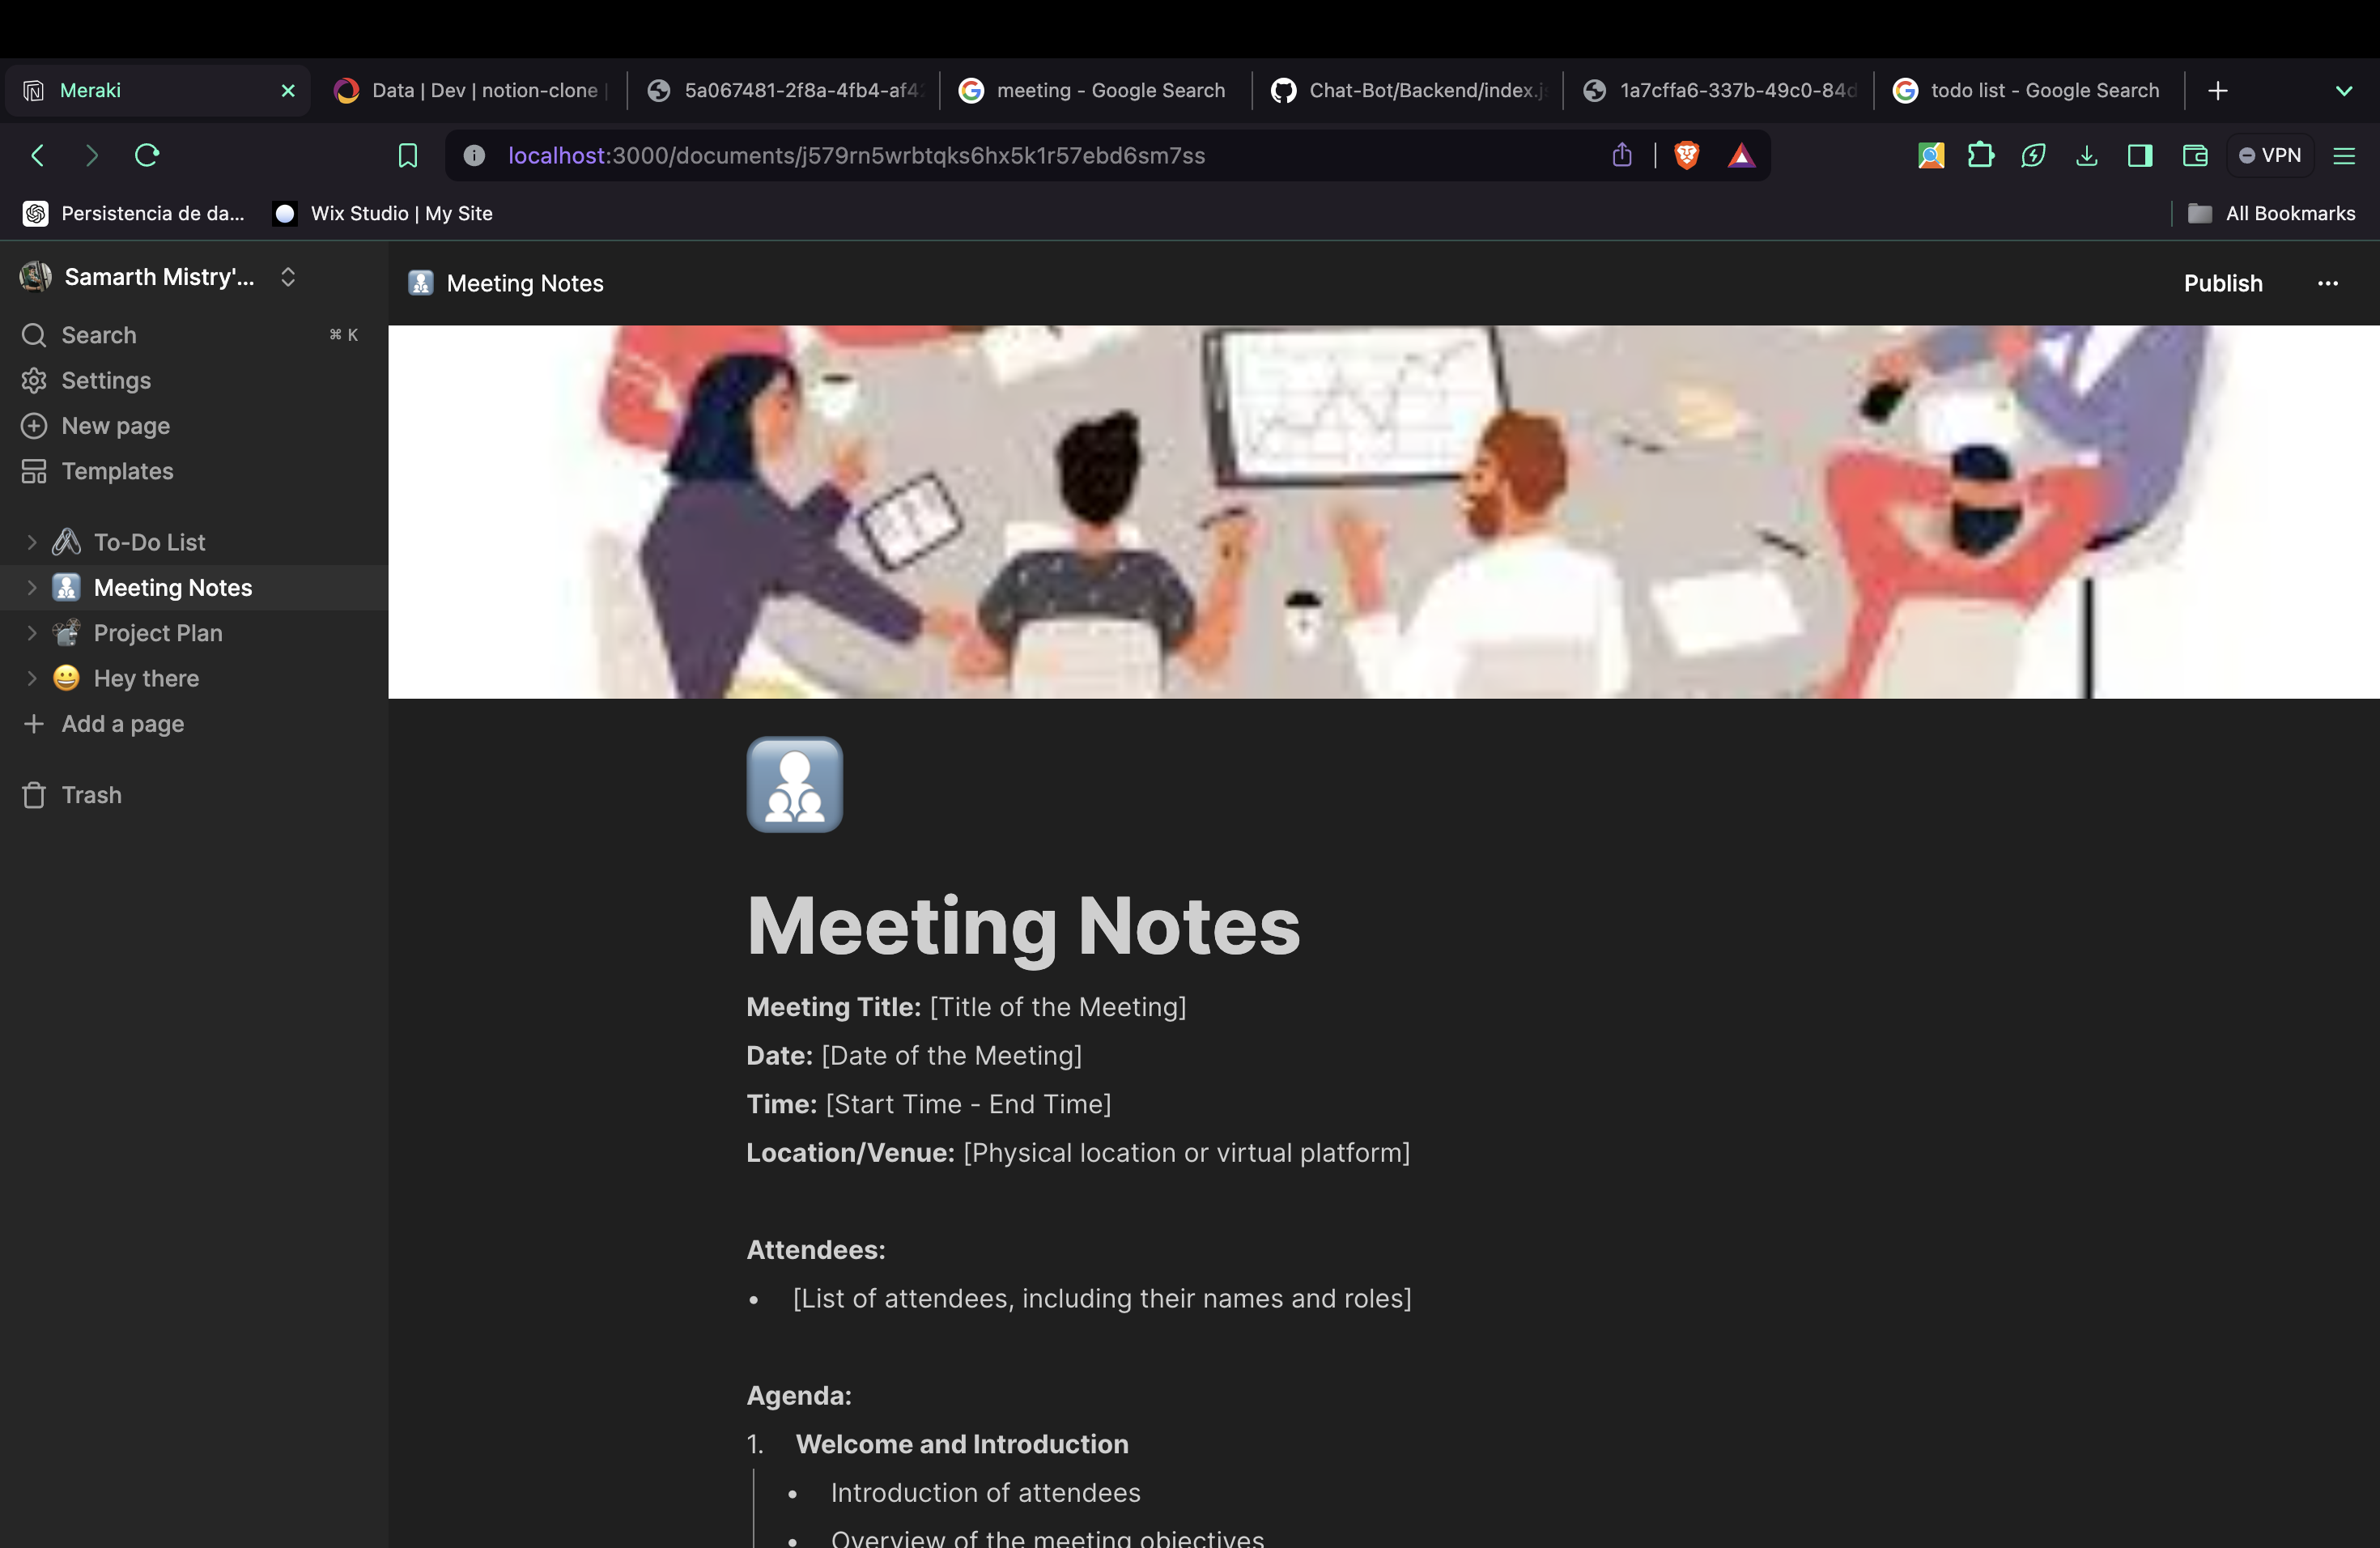 Meraki
Data | Dev | notion-clone |
5a067481-2f8a-4fb4-af4
meeting - Google Search
Chat-Bot/Backend/index.js
1a7cffa6-337b-49c0-84d
todo list - Google Search
localhost:3000/documents/j579rn5wrbtqks6hx5k1r57ebd6sm7ss
VPN
Persistencia de da...
Wix Studio | My Site
All Bookmarks
Samarth Mistry'...
Search ⌘ K
Settings
New page
Templates
To-Do List
Meeting Notes
Project Plan
Hey there
Add a page
Trash
Meeting Notes
Publish
Meeting Notes
Meeting Title: [Title of the Meeting]
Date: [Date of the Meeting]
Time: [Start Time - End Time]
Location/Venue: [Physical location or virtual platform]
Attendees:
• [List of attendees, including their names and roles]
Agenda:
1. Welcome and Introduction
• Introduction of attendees
• Overview of the meeting objectives